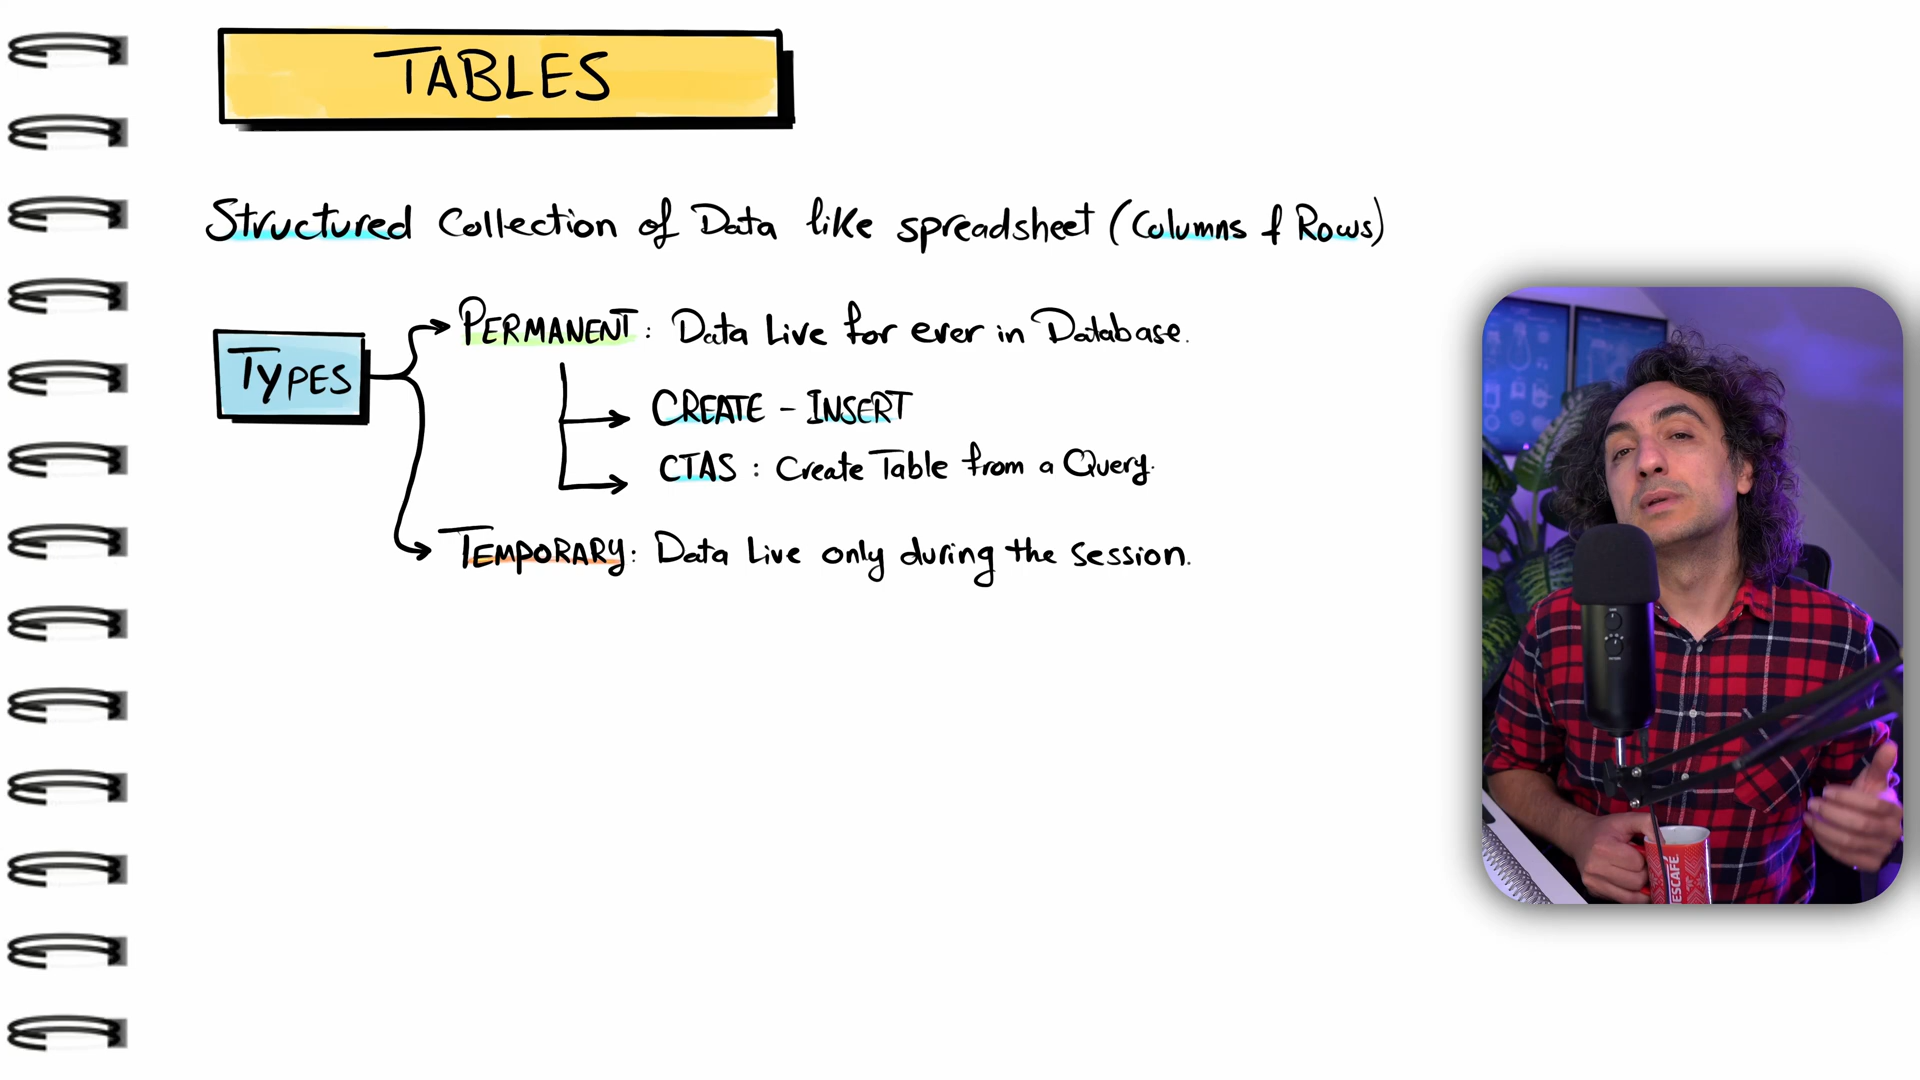 TABLES
Structured Collection of Data like spreadsheet (Columns & Rows)
TYPES
PERMANENT: Data Live for ever in Database.
CREATE - INSERT
CTAS: Create Table from a Query.
TEMPORARY: Data Live only during the session.
ESCAFÉ